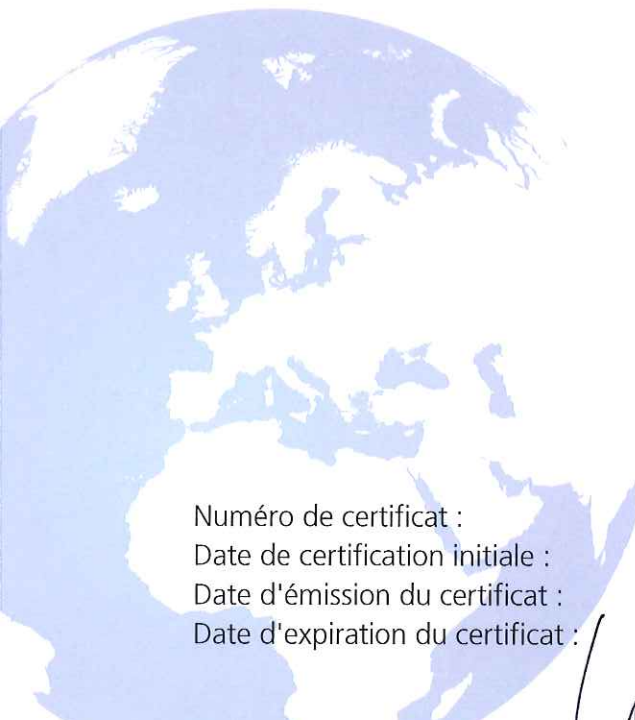 Numéro de certificat :
Date de certification initiale :
Date d'émission du certificat :
Date d'expiration du certificat :